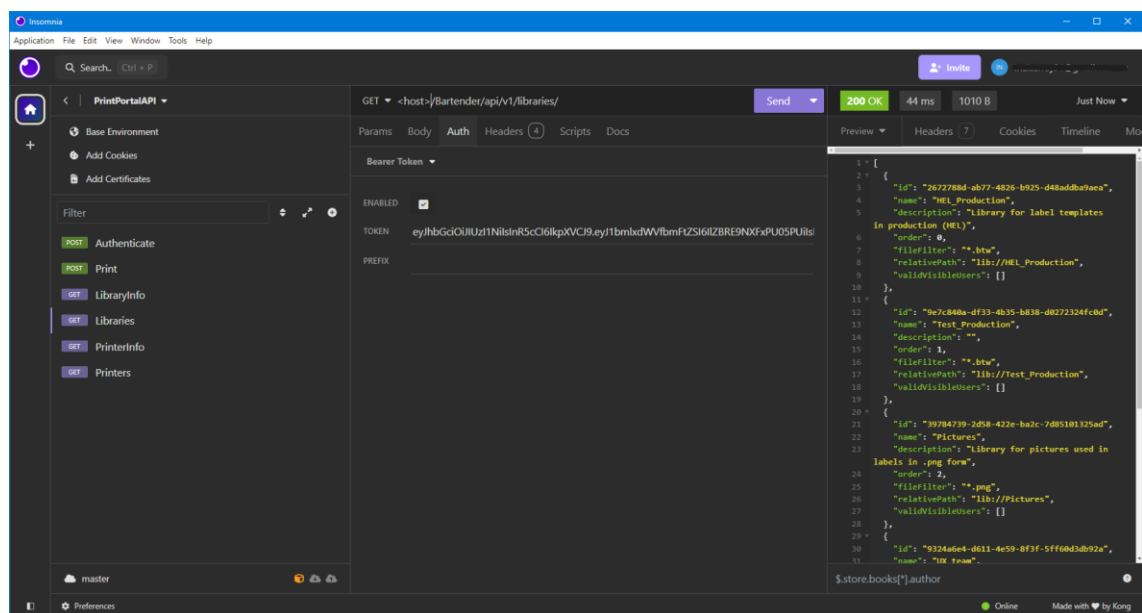 Insomnia
Application File Edit View Window Tools Help
Search.. Ctrl + P
Invite
IN
PrintPortalAPI
Base Environment
Add Cookies
Add Certificates
Filter
POST Authenticate
POST Print
GET LibraryInfo
GET Libraries
GET PrinterInfo
GET Printers
master
Preferences
GET <host>/Bartender/api/v1/libraries/
Send
Params Body Auth Headers 4 Scripts Docs
Bearer Token
ENABLED
TOKEN
PREFIX
200 OK 44 ms 1010 B Just Now
Preview Headers 7 Cookies Timeline Mo
1 [
2 {
3 "id": "2672788d-ab77-4826-b925-d48addba9aea",
4 "name": "HEL_Production",
5 "description": "Library for label templates
in production (HEL)",
6 "order": 0,
7 "fileFilter": "*.btw",
8 "relativePath": "lib://HEL_Production",
9 "validVisibleUsers": []
10 },
11 {
12 "id": "9e7c840a-df33-4b35-b838-d0272324fc0d",
13 "name": "Test_Production",
14 "description": "",
15 "order": 1,
16 "fileFilter": "*.btw",
17 "relativePath": "lib://Test_Production",
18 "validVisibleUsers": []
19 },
20 {
21 "id": "39784739-2d58-422e-ba2c-7d85101325ad",
22 "name": "Pictures",
23 "description": "Library for pictures used in
labels in .png form",
24 "order": 2,
25 "fileFilter": "*.png",
26 "relativePath": "lib://Pictures",
27 "validVisibleUsers": []
28 },
29 {
30 "id": "9324a6e4-d611-4e59-8f3f-5ff60d3db92a",
31 "name": "UX team",
$.store.books[*].author
Online Made with ♥ by Kong